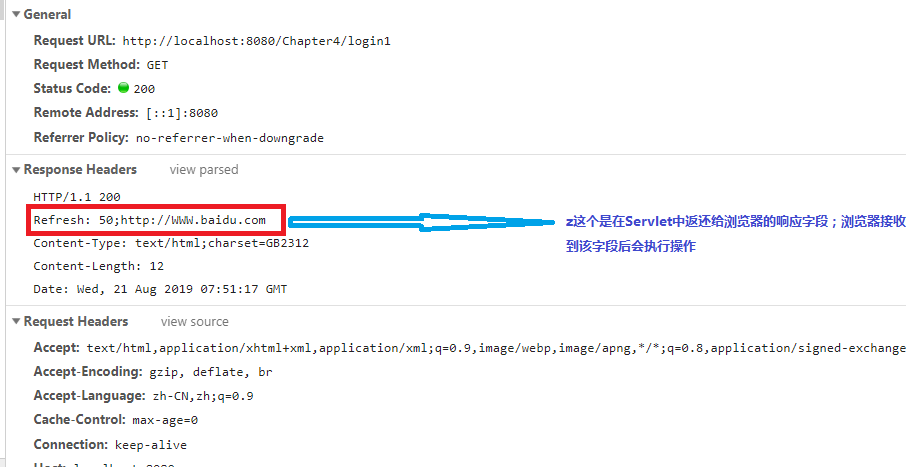 General
Request URL: http://localhost:8080/Chapter4/login1
Request Method: GET
Status Code: 200
Remote Address: [::1]:8080
Referrer Policy: no-referrer-when-downgrade
Response Headers view parsed
HTTP/1.1 200
Refresh: 50;http://WWW.baidu.com
z这个是在Servlet中返还给浏览器的响应字段；浏览器接收
到该字段后会执行操作
Content-Type: text/html;charset=GB2312
Content-Length: 12
Date: Wed, 21 Aug 2019 07:51:17 GMT
Request Headers view source
Accept: text/html,application/xhtml+xml,application/xml;q=0.9,image/webp,image/apng,*/*;q=0.8,application/signed-exchange
Accept-Encoding: gzip, deflate, br
Accept-Language: zh-CN,zh;q=0.9
Cache-Control: max-age=0
Connection: keep-alive